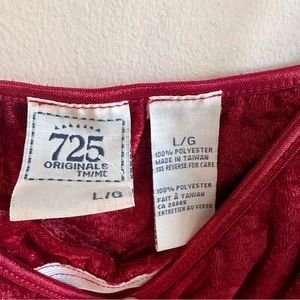 725
ORIGINALS
TM/MC
L/G
L/G
100% POLYESTER
MADE IN TAIWAN
SEE REVERSE FOR CARE
100% POLYESTER
FAIT À TAIWAN
CA 28885
ENTRETIEN AU VERSO